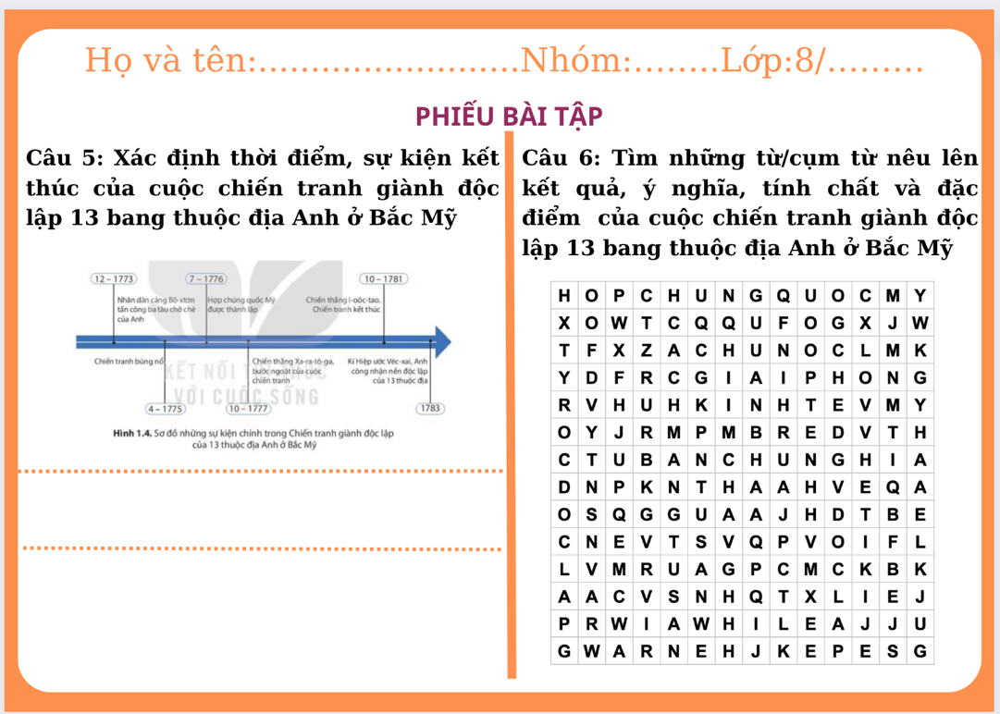 Họ và tên:.........................Nhóm:........Lớp:8/.........
PHIẾU BÀI TẬP
Câu 5: Xác định thời điểm, sự kiện kết
thúc của cuộc chiến tranh giành độc
lập 13 bang thuộc địa Anh ở Bắc Mỹ
12 – 1773
7 – 1776
10 – 1781
Nhân dân cảng Bô-xtơn
tấn công ba tàu chở chè
của Anh
Hợp chúng quốc Mỹ
được thành lập
Chiến thắng I-oóc-tao.
Chiến tranh kết thúc
Chiến tranh bùng nổ
Chiến thắng Xa-ra-tô-ga,
bước ngoặt của cuộc
chiến tranh
Kí Hiệp ước Véc-xai, Anh
công nhận nền độc lập
của 13 thuộc địa
KẾT NỐI TRI THỨC
VỚI CUỘC SỐNG
4 – 1775
10 – 1777
1783
Hình 1.4. Sơ đồ những sự kiện chính trong Chiến tranh giành độc lập
của 13 thuộc địa Anh ở Bắc Mỹ
Câu 6: Tìm những từ/cụm từ nêu lên
kết quả, ý nghĩa, tính chất và đặc
điểm của cuộc chiến tranh giành độc
lập 13 bang thuộc địa Anh ở Bắc Mỹ
H O P C H U N G Q U O C M Y
X O W T C Q Q U F O G X J W
T F X Z A C H U N O C L M K
Y D F R C G I A I P H O N G
R V H U H K I N H T E V M Y
O Y J R M P M B R E D V T H
C T U B A N C H U N G H I A
D N P K N T H A A H V E Q A
O S Q G G U A A J H D T B E
C N E V T S V Q P V O I F L
L V M R U A G P C M C K B K
A A C V S N H Q T X L I E J
P R W I A W H I L E A J J U
G W A R N E H J K E P E S G